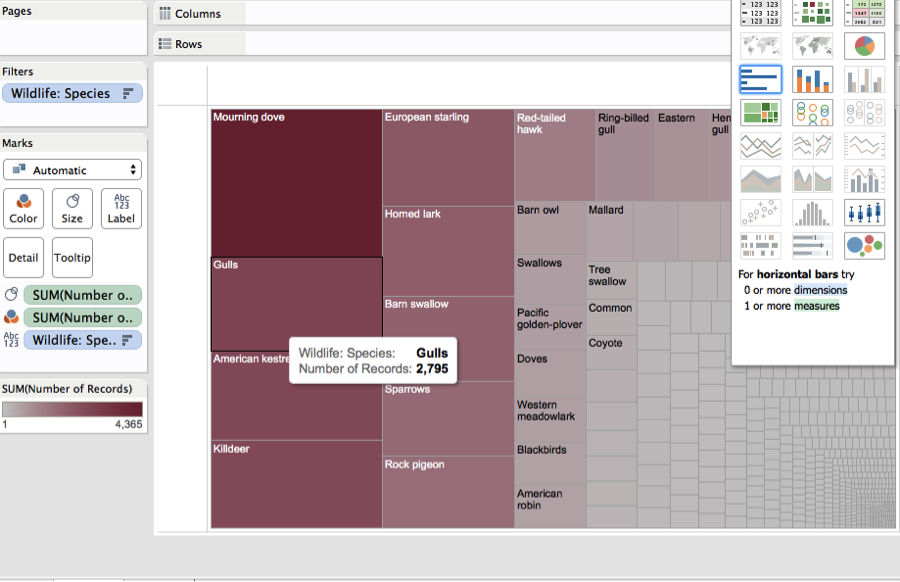 Pages
Columns
Rows
Filters
Wildlife: Species
Marks
Automatic
Color
Size
Abc
123
Label
Detail
Tooltip
SUM(Number o..
SUM(Number o..
Abc
123
Wildlife: Spe..
SUM(Number of Records)
1
4,365
Mourning dove
Gulls
American kestre
Killdeer
European starling
Horned lark
Barn swallow
Sparrows
Rock pigeon
Wildlife: Species: Gulls
Number of Records: 2,795
Red-tailed
hawk
Barn owl
Swallows
Pacific
golden-plover
Doves
Western
meadowlark
Blackbirds
American
robin
Ring-billed
gull
Eastern
Her
gull
Mallard
Tree
swallow
Common
Coyote
For horizontal bars try
0 or more dimensions
1 or more measures